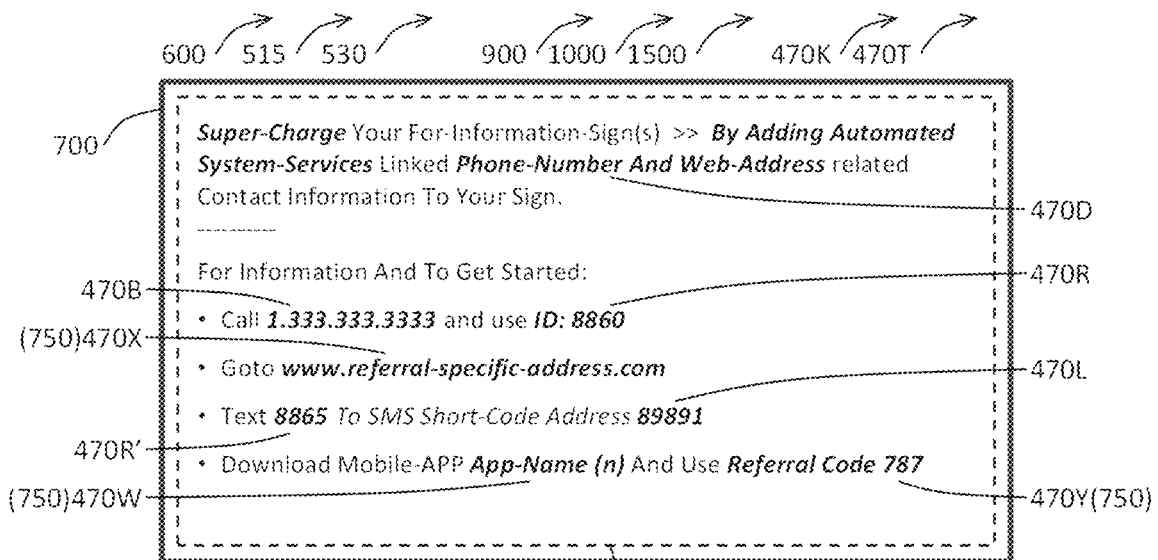 600 515 530 900 1000 1500 470K 470T
700
Super-Charge Your For-Information-Sign(s) >> By Adding Automated
System-Services Linked Phone-Number And Web-Address related
Contact Information To Your Sign.
470D
----------
For Information And To Get Started:
470R
470B
• Call 1.333.333.3333 and use ID: 8860
(750)470X
• Goto www.referral-specific-address.com
470L
• Text 8865 To SMS Short-Code Address 89891
470R'
• Download Mobile-APP App-Name (n) And Use Referral Code 787
(750)470W
470Y(750)